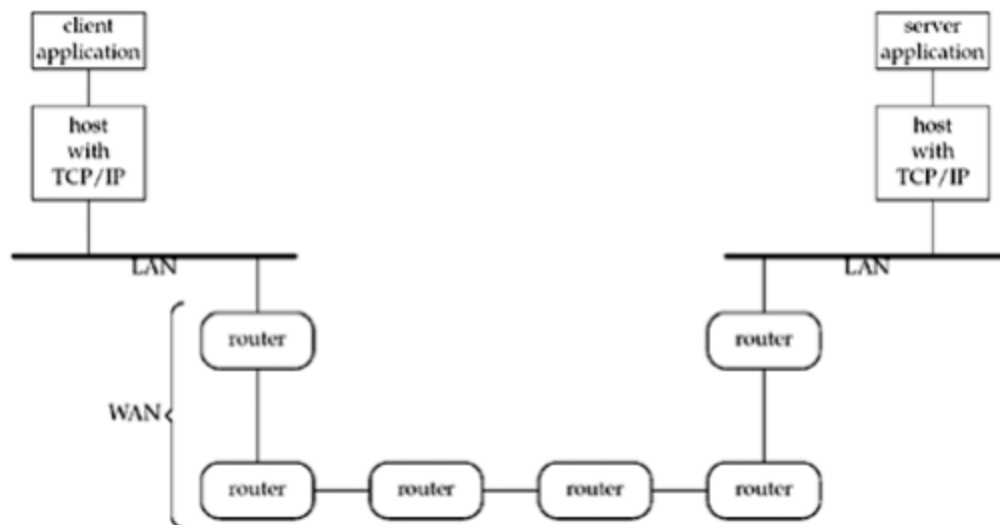 client
application
server
application
host
with
TCP/IP
host
with
TCP/IP
LAN
LAN
router
router
WAN
router
router
router
router